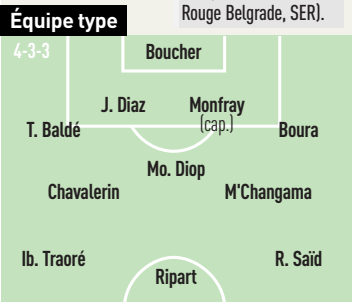 Rouge Belgrade, SER).
Équipe type
4-3-3
Boucher
J. Diaz Monfray
(cap.)
T. Baldé Boura
Mo. Diop
Chavalerin M'Changama
Ib. Traoré R. Saïd
Ripart